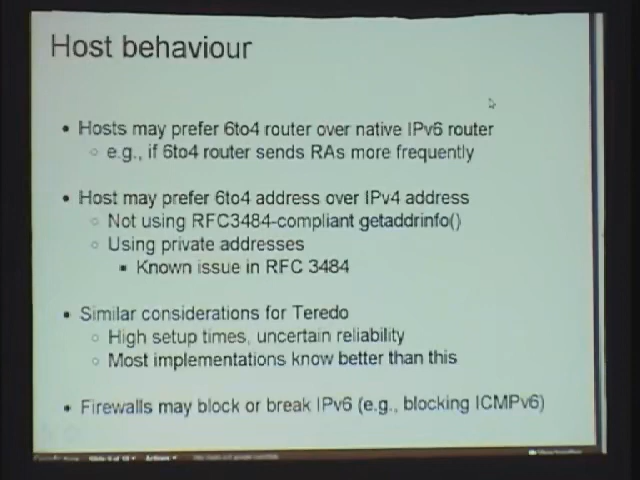 Host behaviour
• Hosts may prefer 6to4 router over native IPv6 router
○ e.g., if 6to4 router sends RAs more frequently
• Host may prefer 6to4 address over IPv4 address
○ Not using RFC3484-compliant getaddrinfo()
○ Using private addresses
▪ Known issue in RFC 3484
• Similar considerations for Teredo
○ High setup times, uncertain reliability
○ Most implementations know better than this
• Firewalls may block or break IPv6 (e.g., blocking ICMPv6)